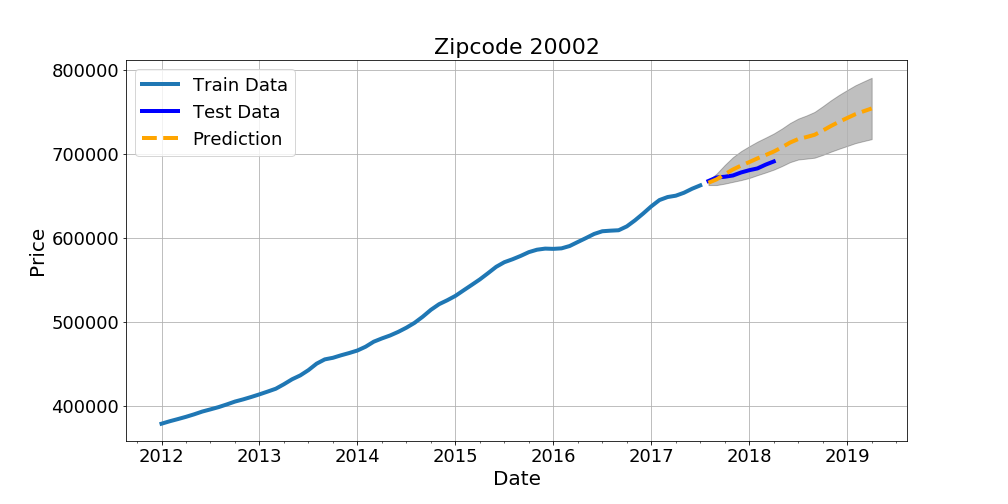 Zipcode 20002
800000
700000
600000
500000
400000
Price
Train Data
Test Data
Prediction
2012 2013 2014 2015 2016 2017 2018 2019
Date